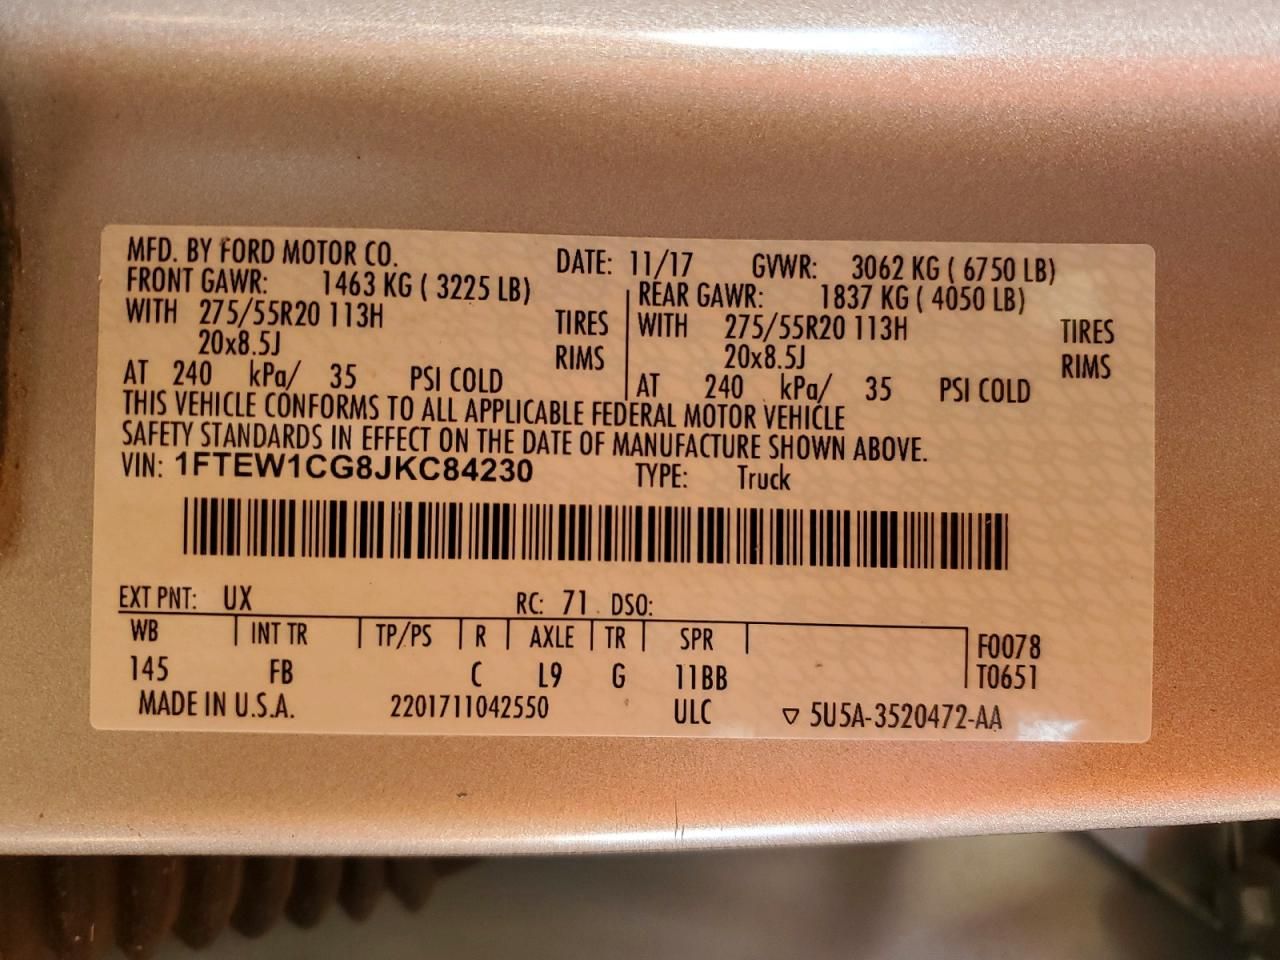 MFD. BY FORD MOTOR CO. DATE: 11/17 GVWR: 3062 KG ( 6750 LB)
FRONT GAWR: 1463 KG ( 3225 LB) REAR GAWR: 1837 KG ( 4050 LB)
WITH 275/55R20 113H TIRES WITH 275/55R20 113H TIRES
20x8.5J RIMS 20x8.5J RIMS
AT 240 kPa/ 35 PSI COLD AT 240 kPa/ 35 PSI COLD
THIS VEHICLE CONFORMS TO ALL APPLICABLE FEDERAL MOTOR VEHICLE
SAFETY STANDARDS IN EFFECT ON THE DATE OF MANUFACTURE SHOWN ABOVE.
VIN: 1FTEW1CG8JKC84230 TYPE: Truck
EXT PNT: UX RC: 71 DSO:
WB INT TR TP/PS R AXLE TR SPR F0078
145 FB C L9 G 11BB T0651
MADE IN U.S.A. 2201711042550 ULC ▽ 5U5A-3520472-AA